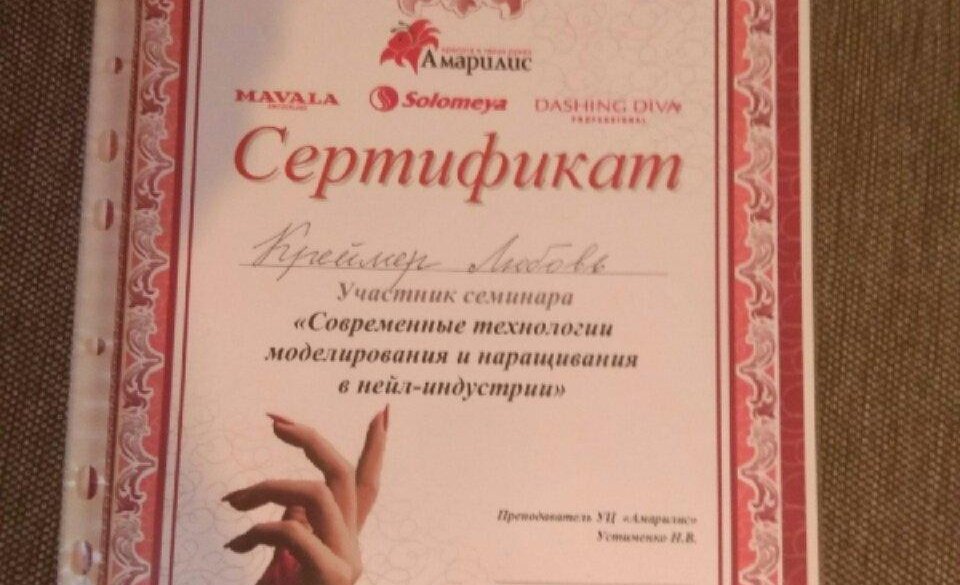 Амарилис
MAVALA
Solomeya
DASHING DIVA
PROFESSIONAL
Сертификат
Креймер Любовь
Участник семинара
«Современные технологии
моделирования и наращивания
в нейл-индустрии»
Преподаватель УЦ «Амарилис»
Устименко Н.В.